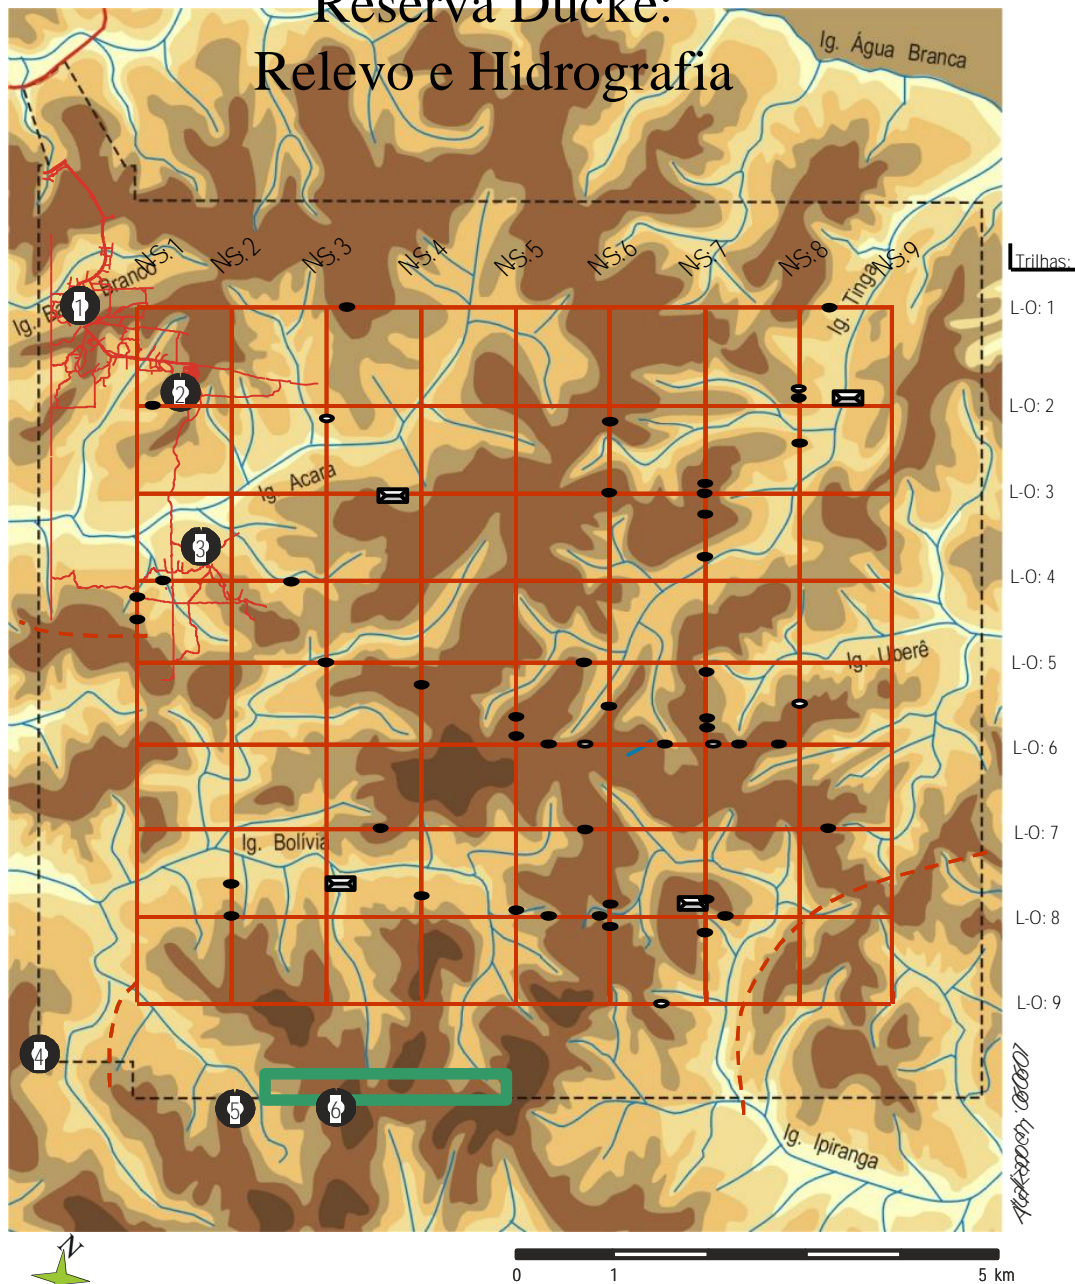 Reserva Ducke:
Relevo e Hidrografia
Ig. Água Branca
NS:1
NS:2
NS:3
NS:4
NS:5
NS:6
NS:7
NS:8
NS:9
Trilhas:
Branco
Ig.
1
Ig. Tinga
L-O: 1
2
L-O: 2
Ig. Acara
L-O: 3
3
L-O: 4
Ig. Uberê
L-O: 5
L-O: 6
Ig. Bolívia
L-O: 7
L-O: 8
L-O: 9
4
5
6
Ig. Ipiranga
N
0 1 5 km